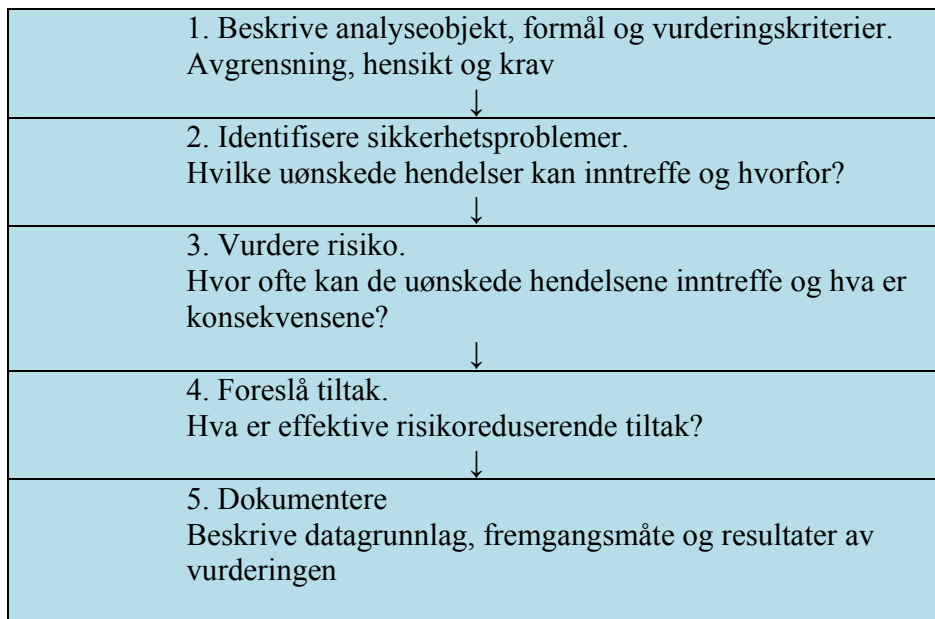 1. Beskrive analyseobjekt, formål og vurderingskriterier.
Avgrensning, hensikt og krav
↓
2. Identifisere sikkerhetsproblemer.
Hvilke uønskede hendelser kan inntreffe og hvorfor?
↓
3. Vurdere risiko.
Hvor ofte kan de uønskede hendelsene inntreffe og hva er
konsekvensene?
↓
4. Foreslå tiltak.
Hva er effektive risikoreduserende tiltak?
↓
5. Dokumentere
Beskrive datagrunnlag, fremgangsmåte og resultater av
vurderingen